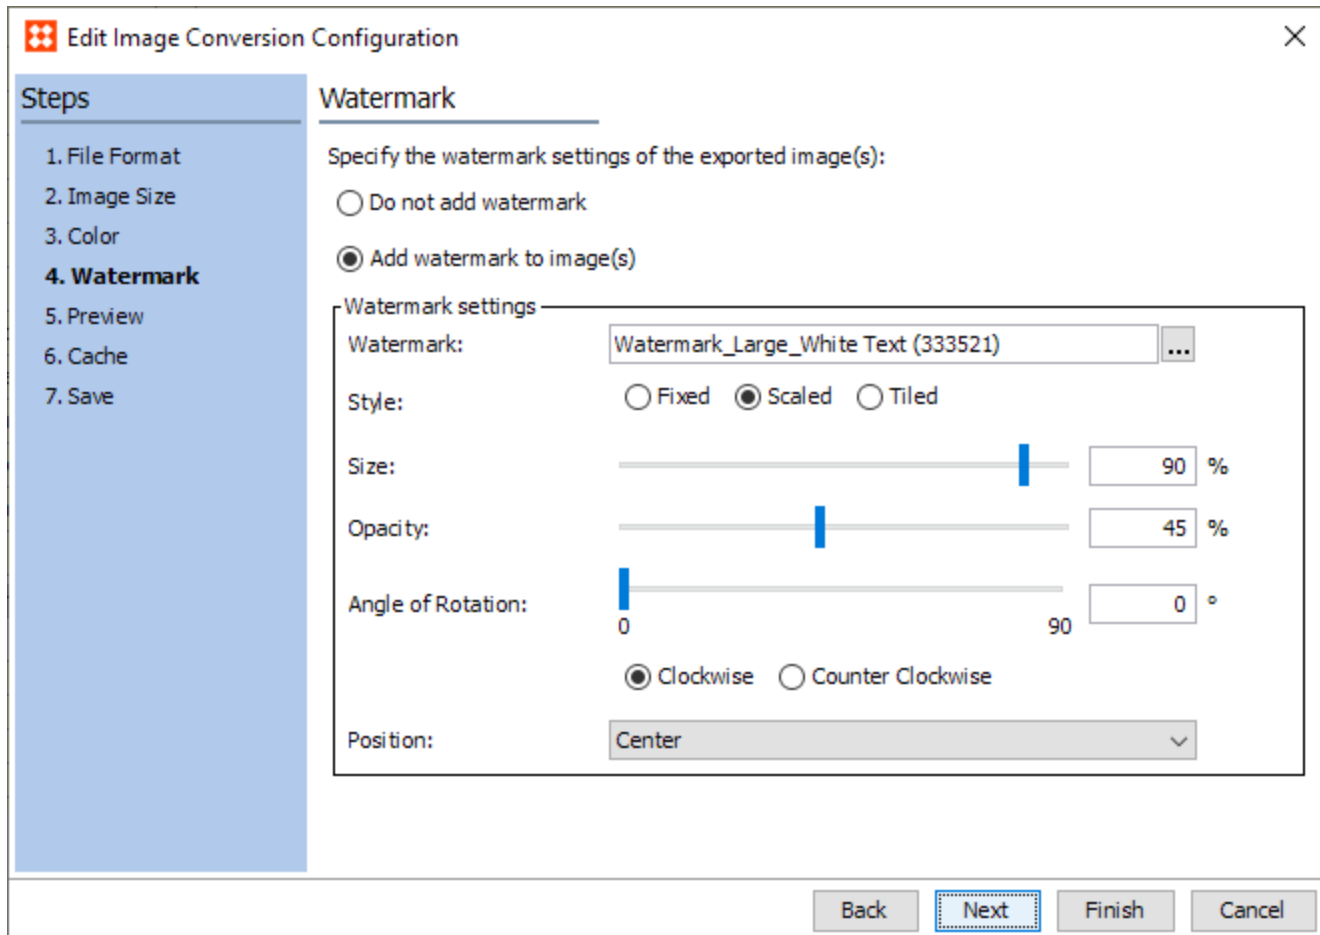 Edit Image Conversion Configuration
Steps
1. File Format
2. Image Size
3. Color
4. Watermark
5. Preview
6. Cache
7. Save
Watermark
Specify the watermark settings of the exported image(s):
Do not add watermark
Add watermark to image(s)
Watermark settings
Watermark: Watermark_Large_White Text (333521) ...
Style: Fixed Scaled Tiled
Size: 90 %
Opacity: 45 %
Angle of Rotation: 0 °
0 90
Clockwise Counter Clockwise
Position: Center
Back Next Finish Cancel